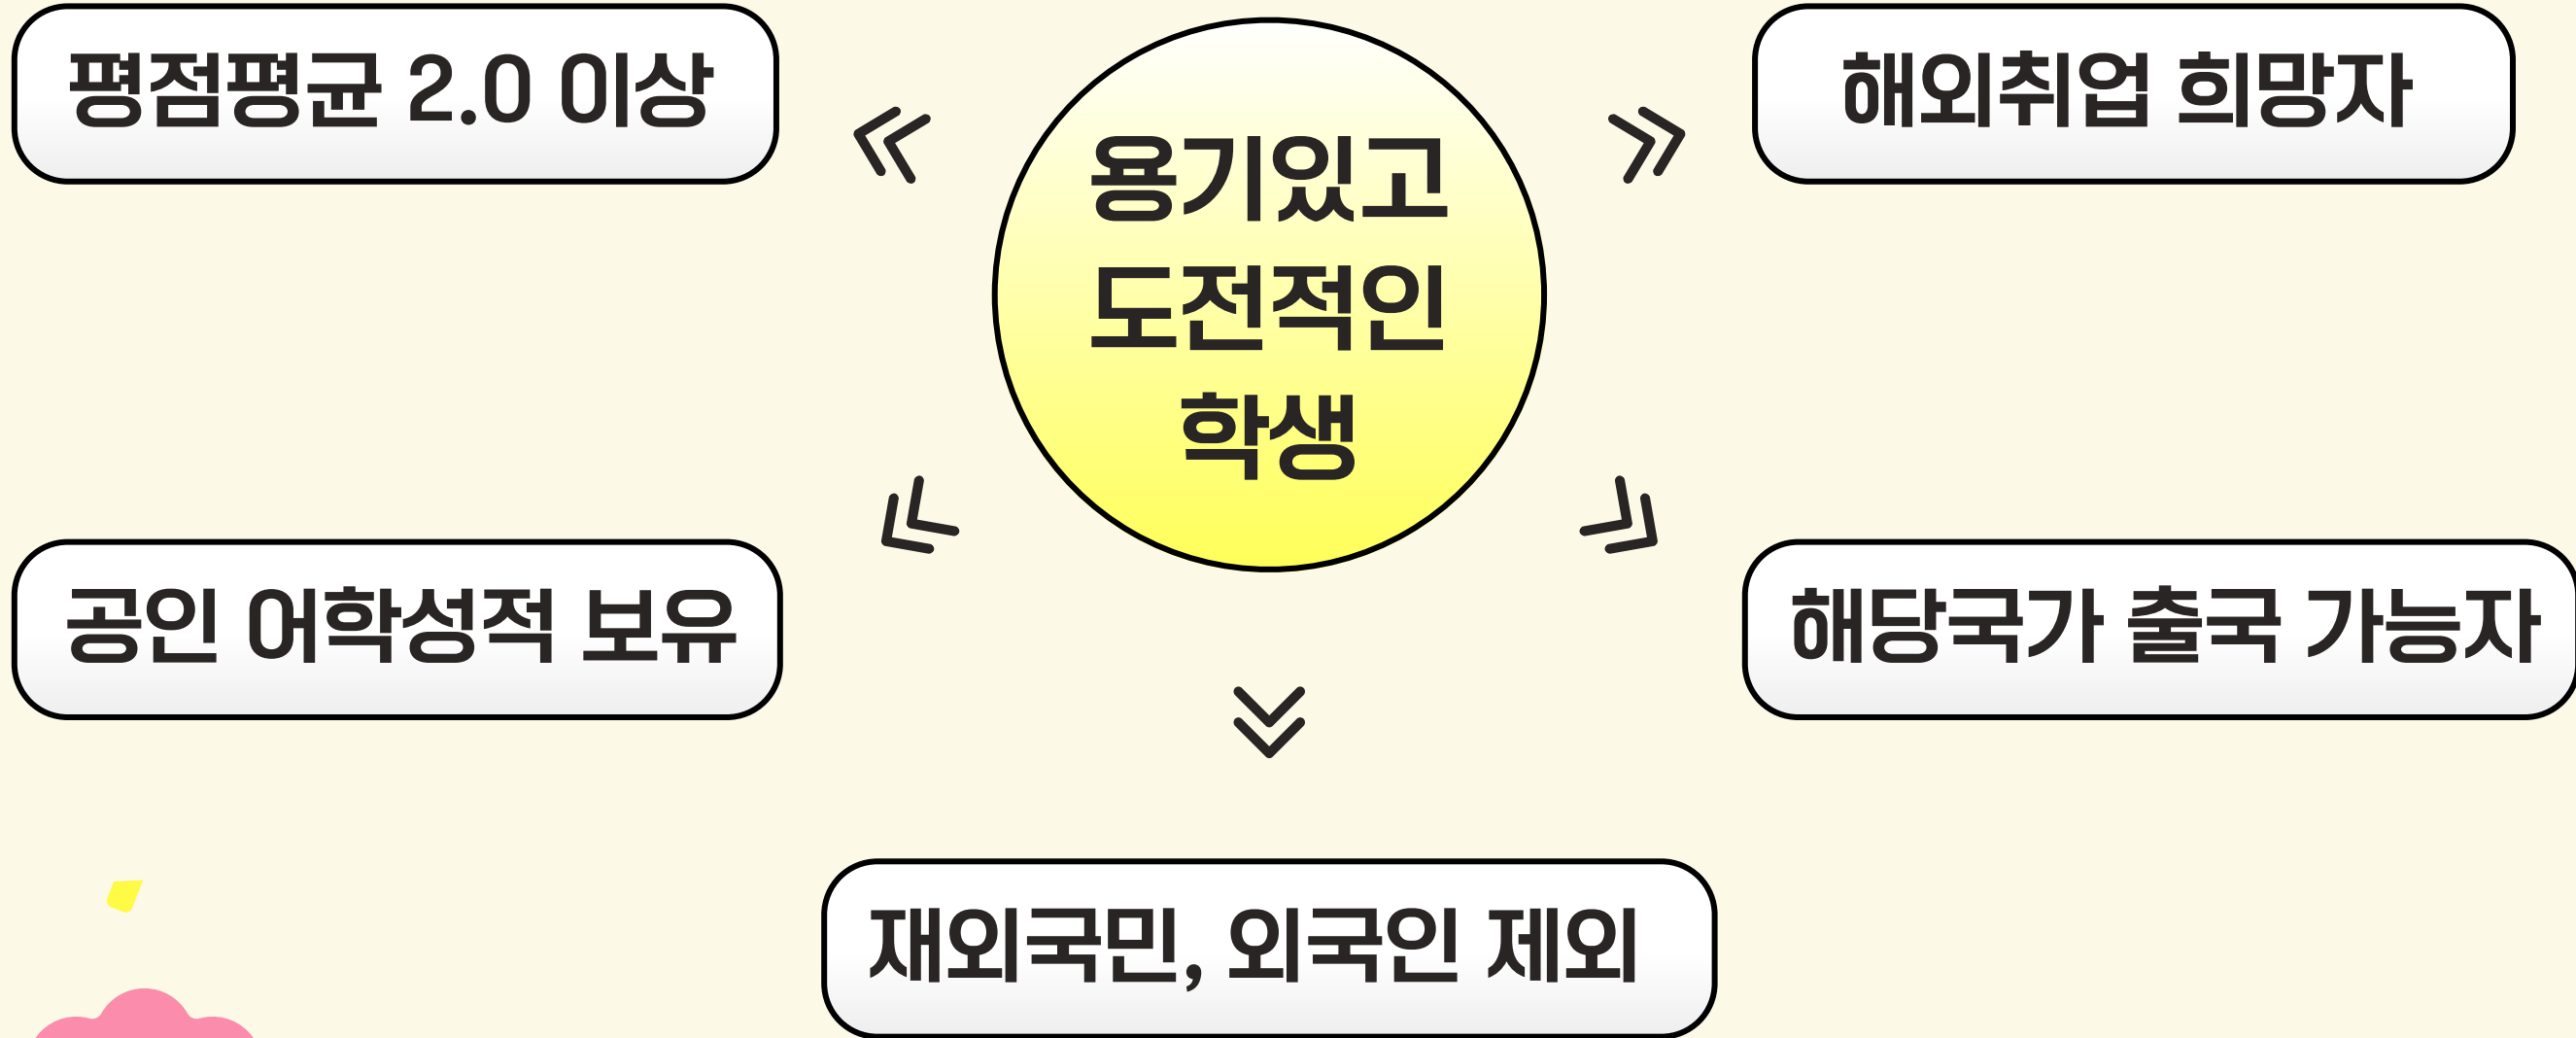 평점평균 2.0 이상
해외취업 희망자
용기있고
도전적인
학생
공인 어학성적 보유
해당국가 출국 가능자
재외국민, 외국인 제외